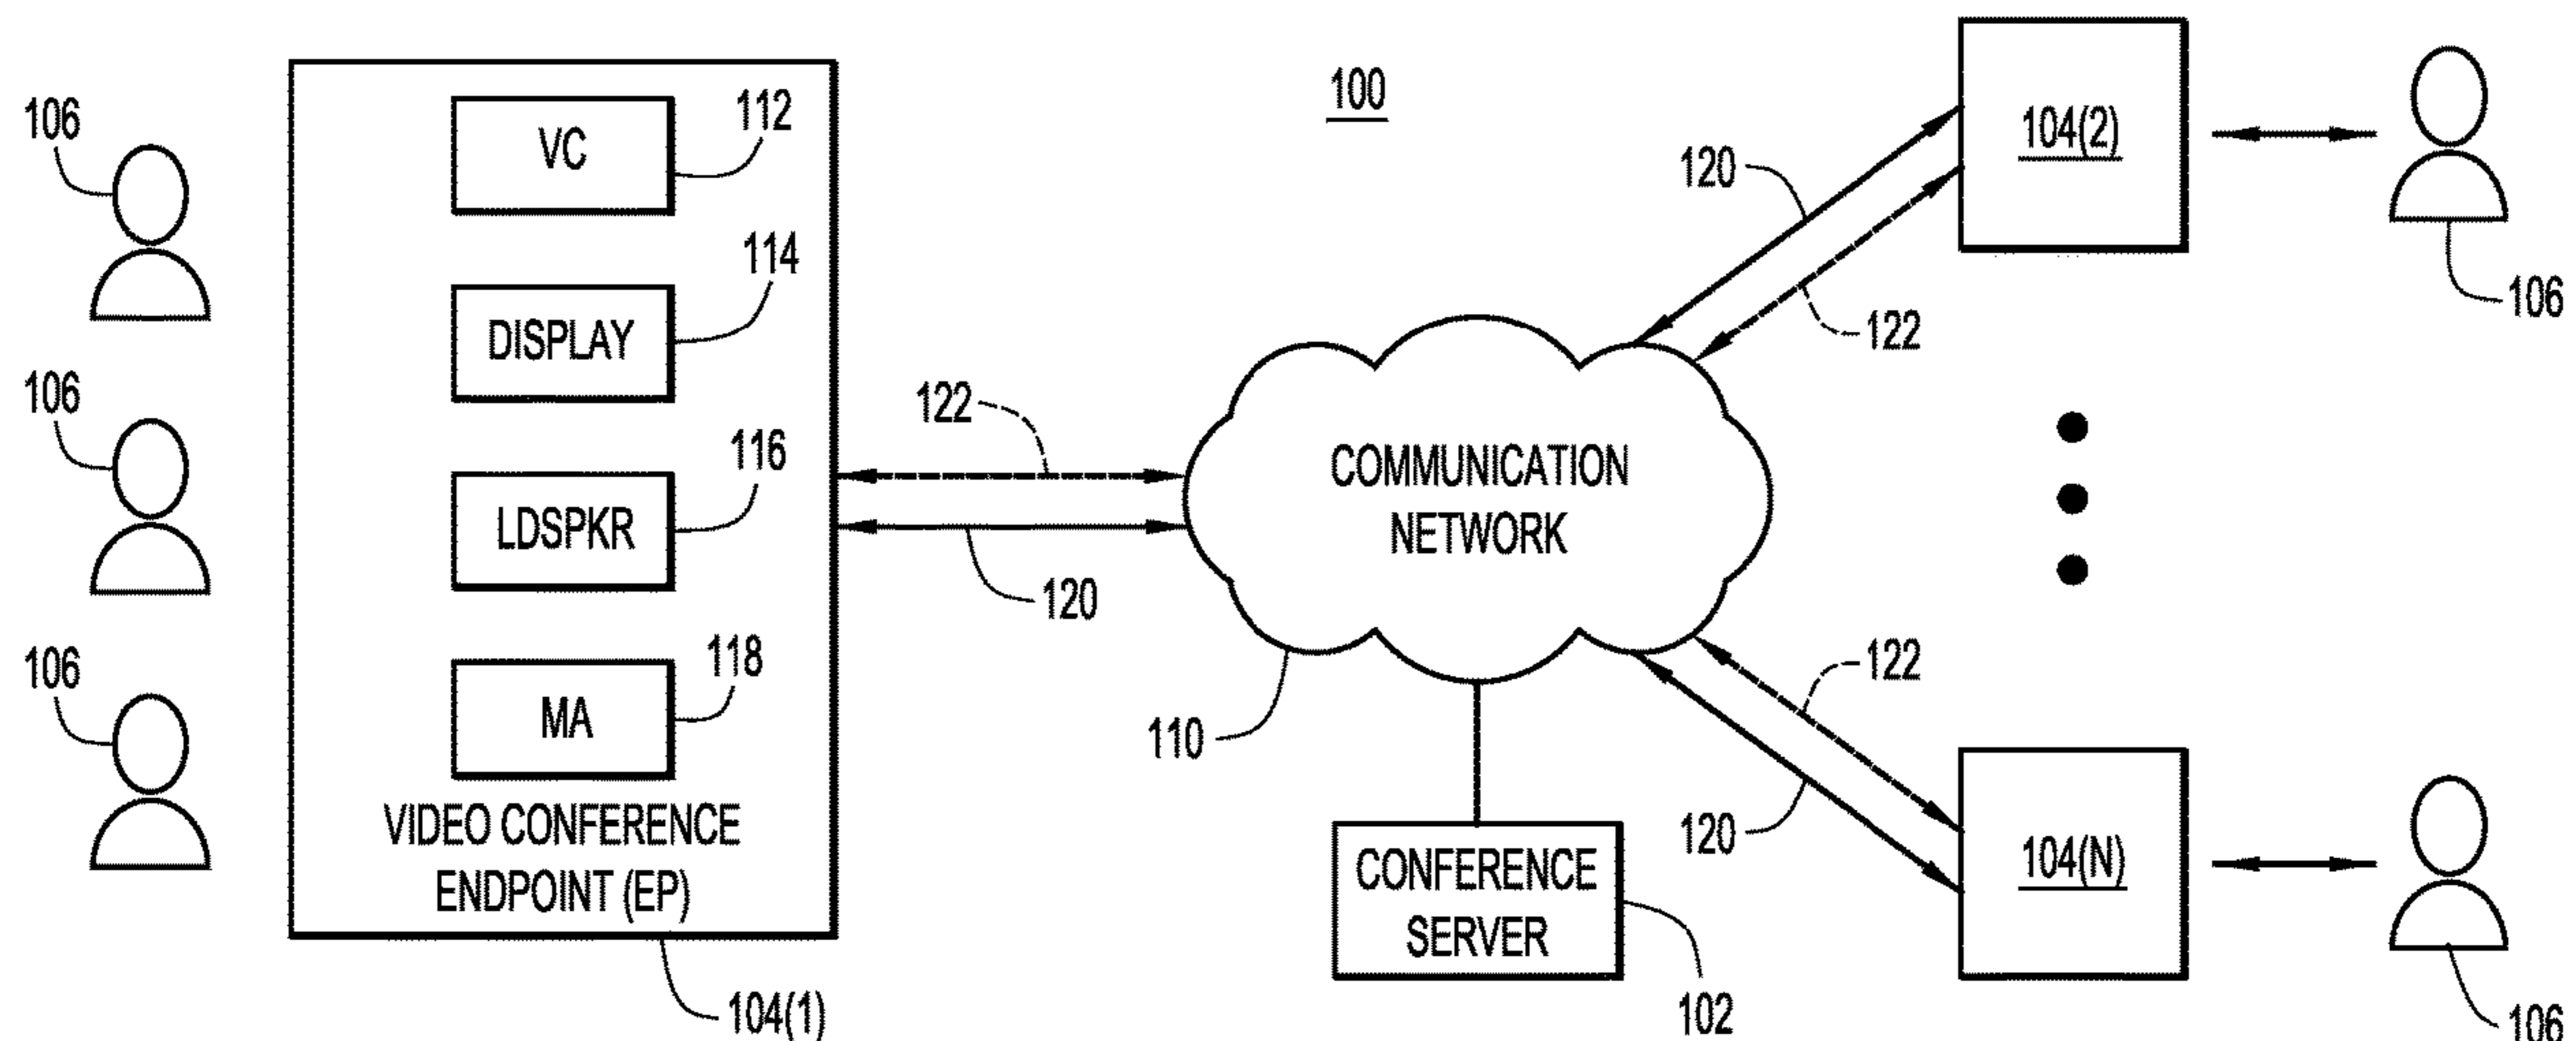 100
106
106
106
VC
112
DISPLAY
114
LDSPKR
116
MA
118
VIDEO CONFERENCE
ENDPOINT (EP)
104(1)
122
120
COMMUNICATION
NETWORK
110
CONFERENCE
SERVER
102
120
122
104(2)
106
122
120
104(N)
106